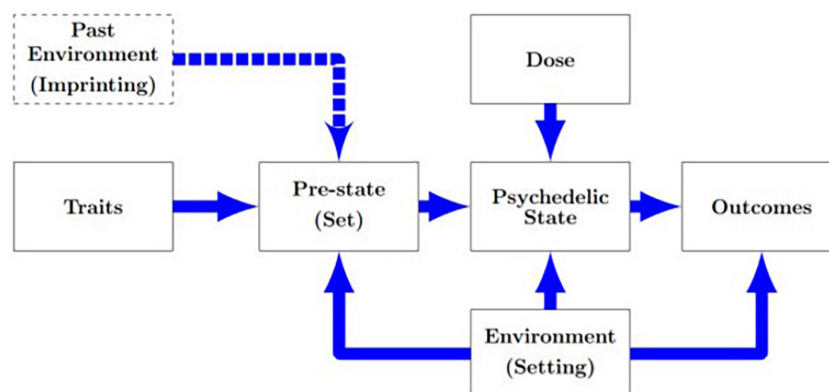 Past
Environment
(Imprinting)
Dose
Traits
Pre-state
(Set)
Psychedelic
State
Outcomes
Environment
(Setting)